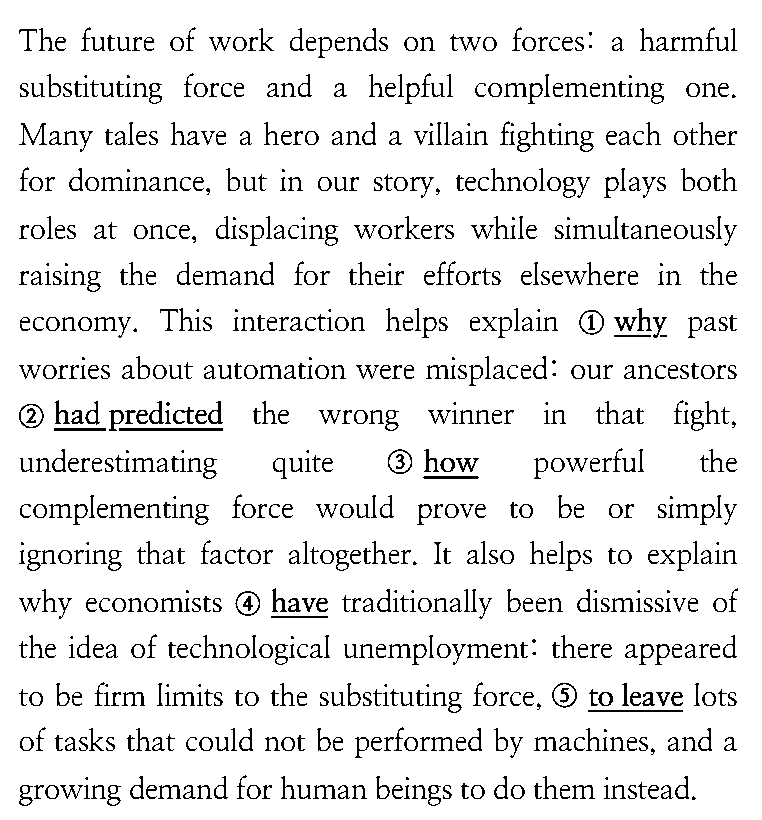 The future of work depends on two forces: a harmful
substituting force and a helpful complementing one.
Many tales have a hero and a villain fighting each other
for dominance, but in our story, technology plays both
roles at once, displacing workers while simultaneously
raising the demand for their efforts elsewhere in the
economy. This interaction helps explain ① why past
worries about automation were misplaced: our ancestors
② had predicted the wrong winner in that fight,
underestimating quite ③ how powerful the
complementing force would prove to be or simply
ignoring that factor altogether. It also helps to explain
why economists ④ have traditionally been dismissive of
the idea of technological unemployment: there appeared
to be firm limits to the substituting force, ⑤ to leave lots
of tasks that could not be performed by machines, and a
growing demand for human beings to do them instead.